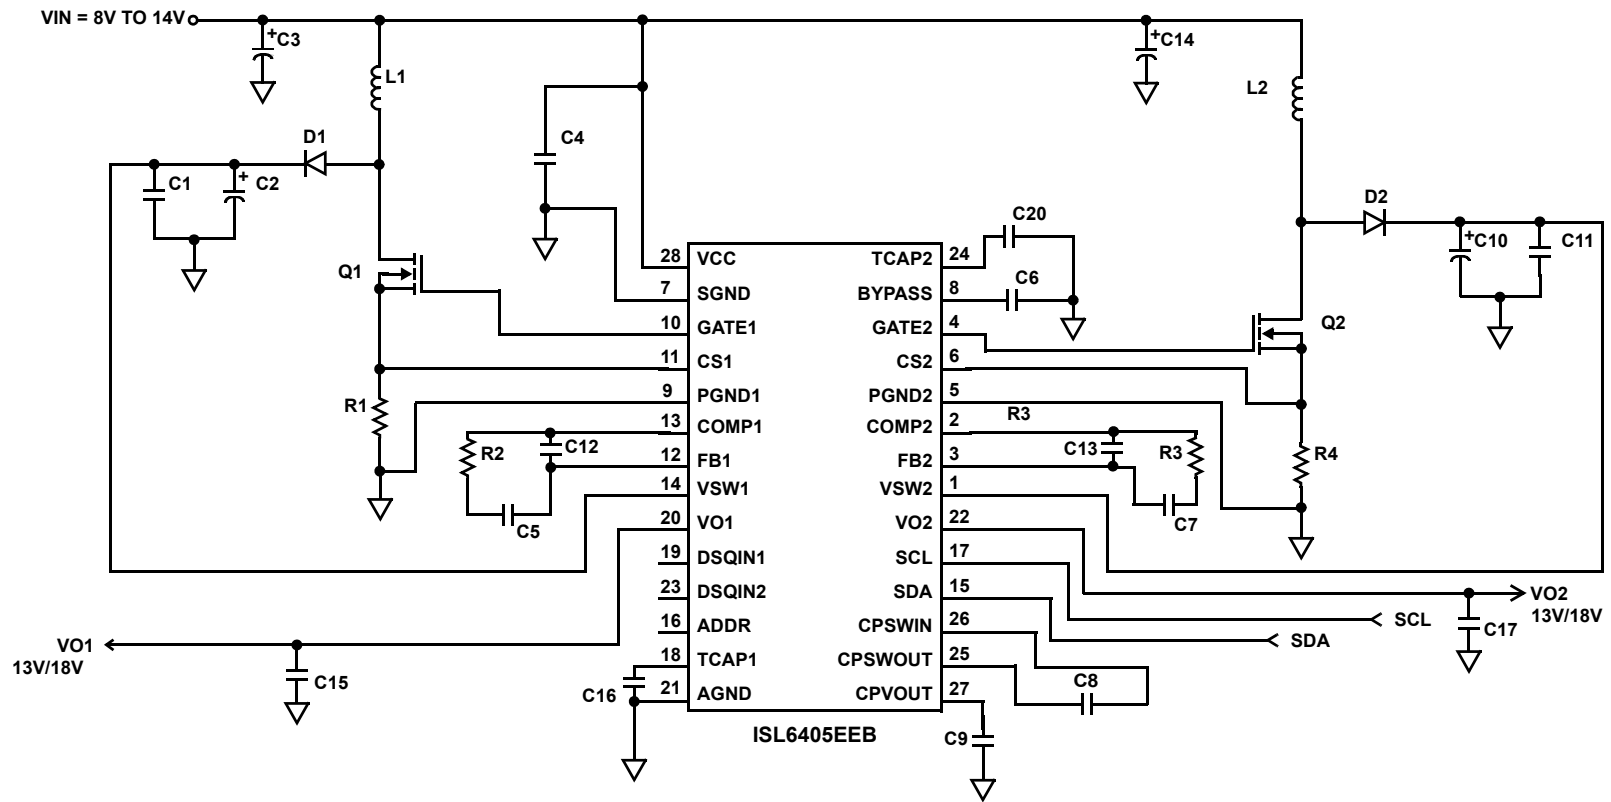 VIN = 8V TO 14V
+
C3
+
C14
L1
L2
C4
D1
C1
+
C2
D2
+
C10
C11
C20
C6
Q1
Q2
28 VCC
7 SGND
10 GATE1
11 CS1
9 PGND1
13 COMP1
12 FB1
14 VSW1
20 VO1
19 DSQIN1
23 DSQIN2
16 ADDR
18 TCAP1
21 AGND
TCAP2 24
BYPASS 8
GATE2 4
CS2 6
PGND2 5
COMP2 2
FB2 3
VSW2 1
VO2 22
SCL 17
SDA 15
CPSWIN 26
CPSWOUT 25
CPVOUT 27
R1
R2
C12
C5
R3
C13
R3
C7
R4
VO1
13V/18V
C15
C16
SCL
SDA
VO2
13V/18V
C17
C8
C9
ISL6405EEB